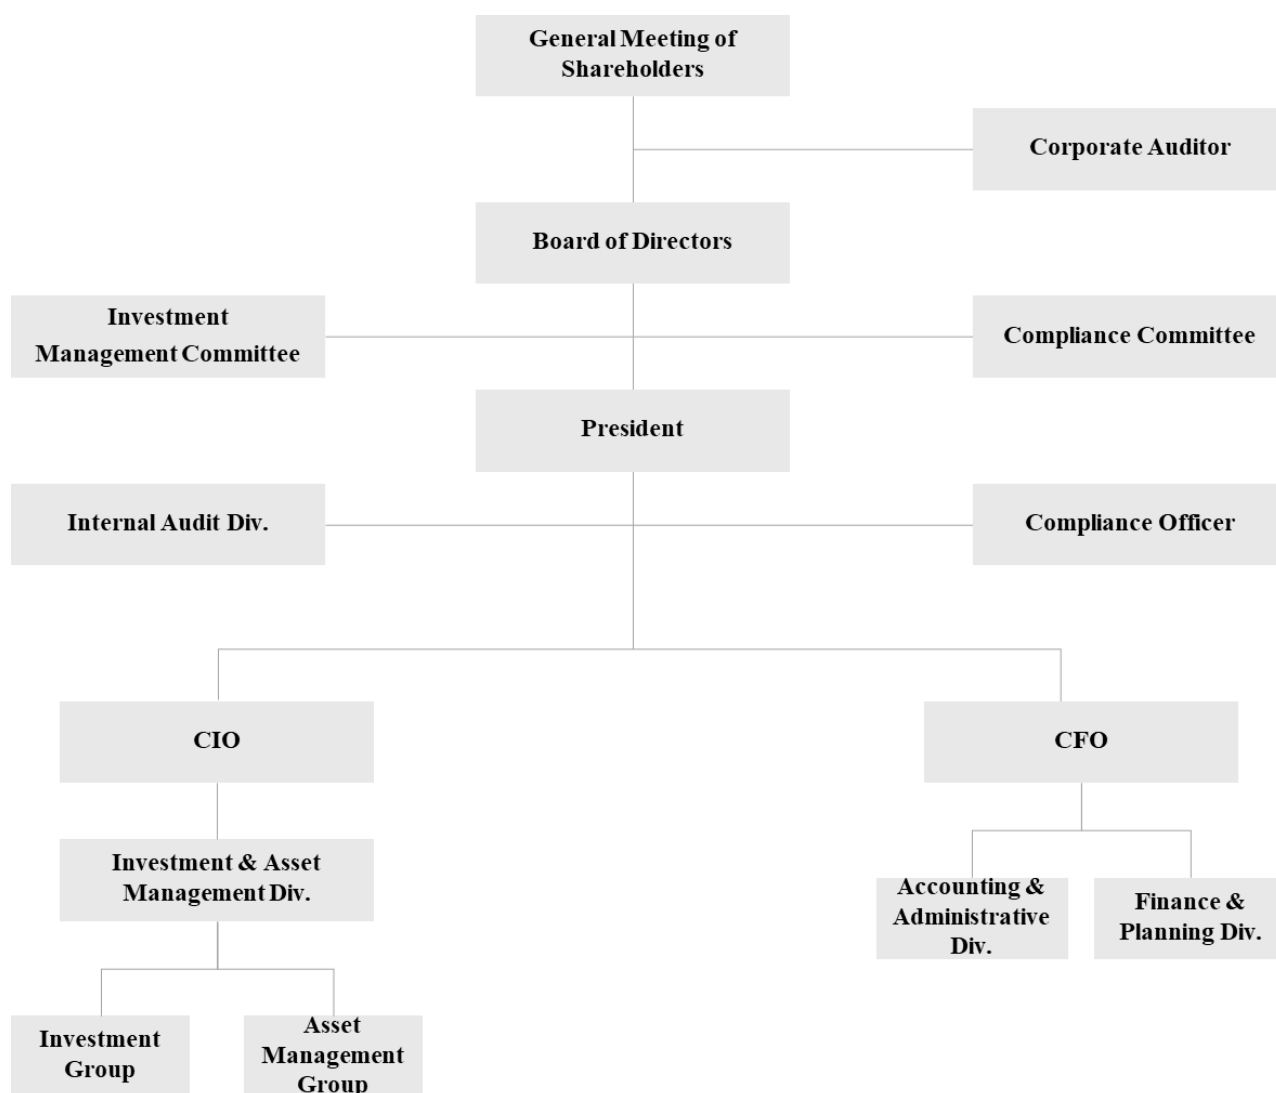 General Meeting of
Shareholders
Corporate Auditor
Board of Directors
Investment
Management Committee
Compliance Committee
President
Internal Audit Div.
Compliance Officer
CIO
CFO
Investment & Asset
Management Div.
Accounting &
Administrative
Div.
Finance &
Planning Div.
Investment
Group
Asset
Management
Group